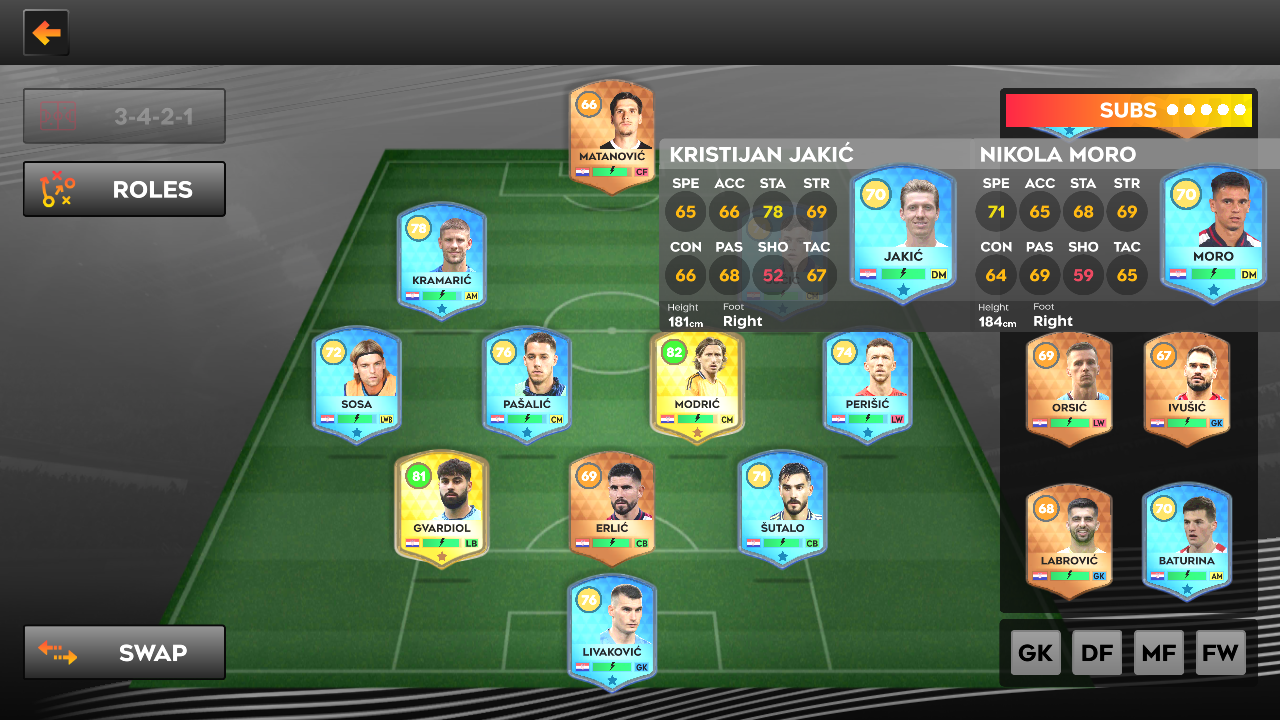 3-4-2-1
ROLES
SWAP
66
MATANOVIĆ
CF
78
KRAMARIĆ
AM
72
SOSA
LWB
76
PAŠALIĆ
CM
82
MODRIĆ
CM
74
PERIŠIĆ
LW
81
GVARDIOL
LB
69
ERLIĆ
CB
71
ŠUTALO
CB
76
LIVAKOVIĆ
GK
KRISTIJAN JAKIĆ
SPE ACC STA STR
65 66 78 69
CON PAS SHO TAC
66 68 52 67
Height Foot
181cm Right
70
JAKIĆ
DM
NIKOLA MORO
SPE ACC STA STR
71 65 68 69
CON PAS SHO TAC
64 69 59 65
Height Foot
184cm Right
70
MORO
DM
SUBS
69
ORSIĆ
LW
67
IVUŠIĆ
GK
68
LABROVIĆ
GK
70
BATURINA
AM
GK DF MF FW